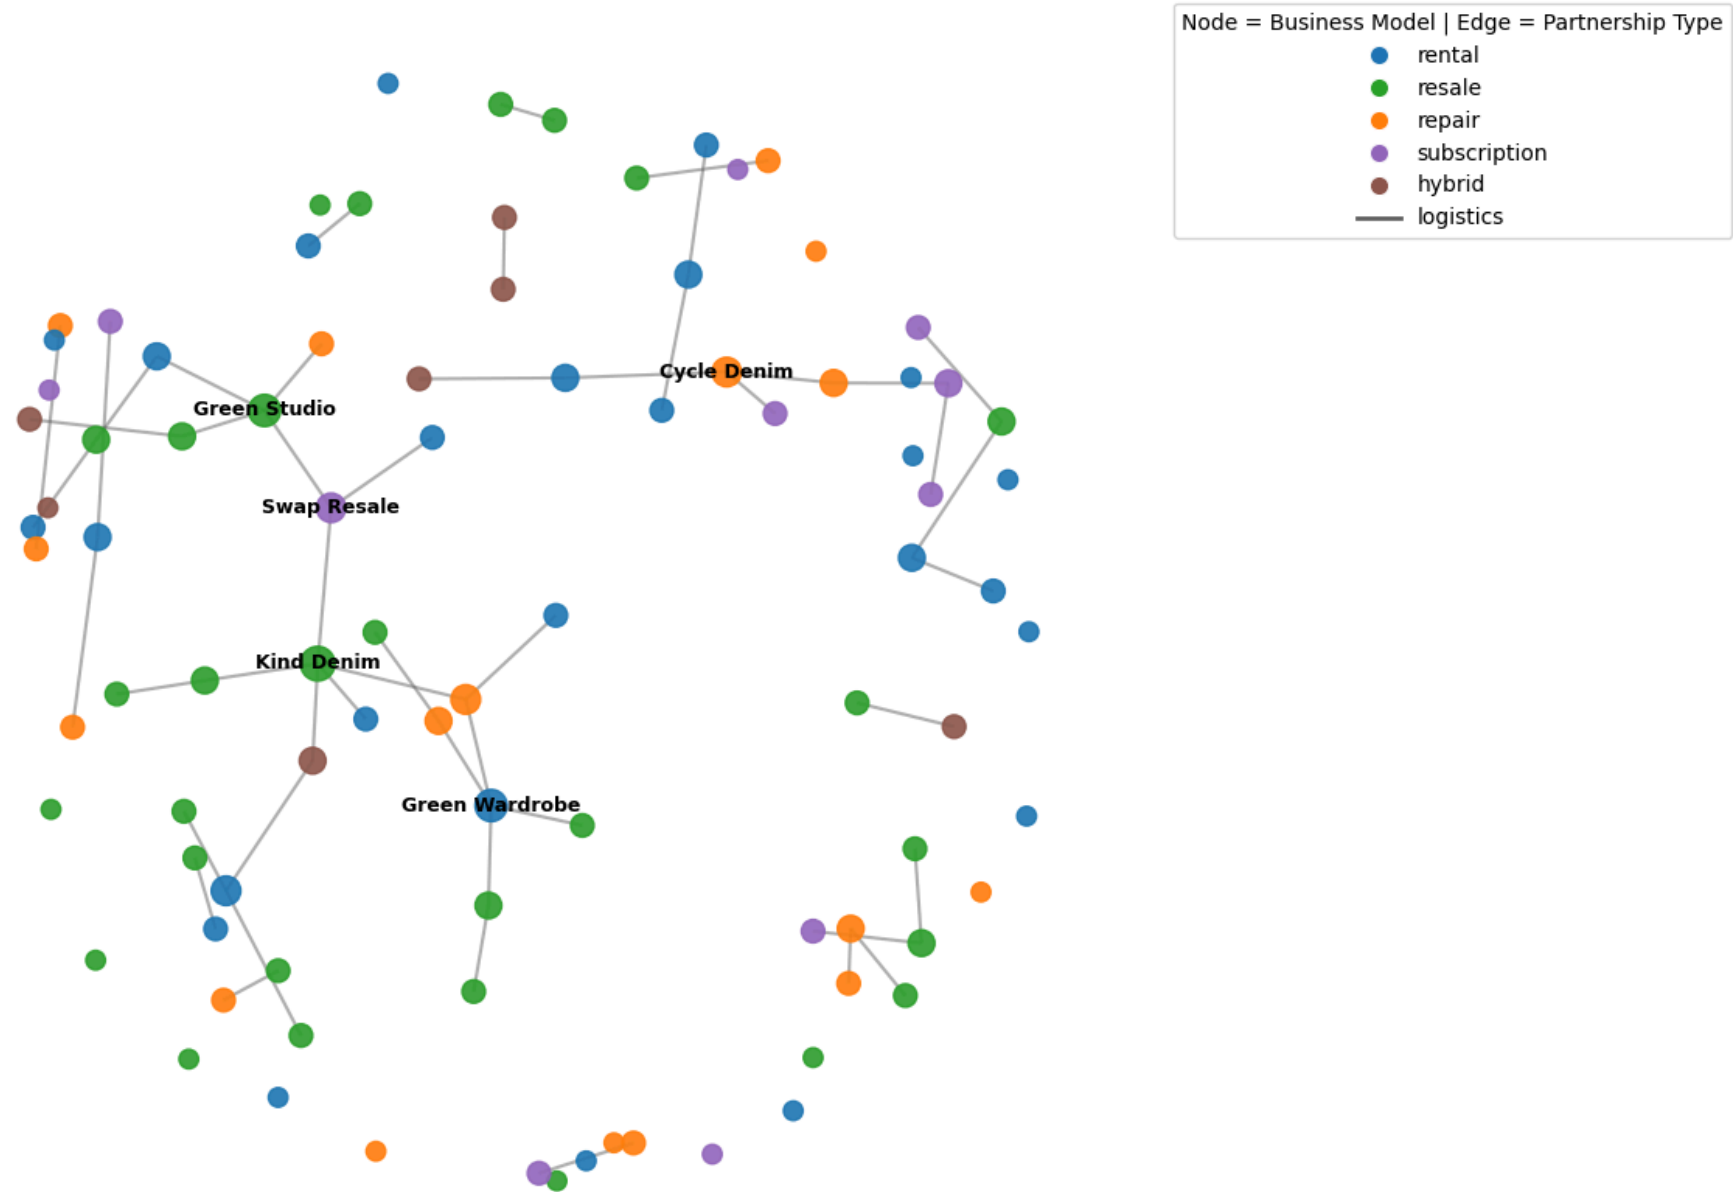 Node = Business Model | Edge = Partnership Type
rental
resale
repair
subscription
hybrid
logistics
Cycle Denim
Green Studio
Swap Resale
Kind Denim
Green Wardrobe